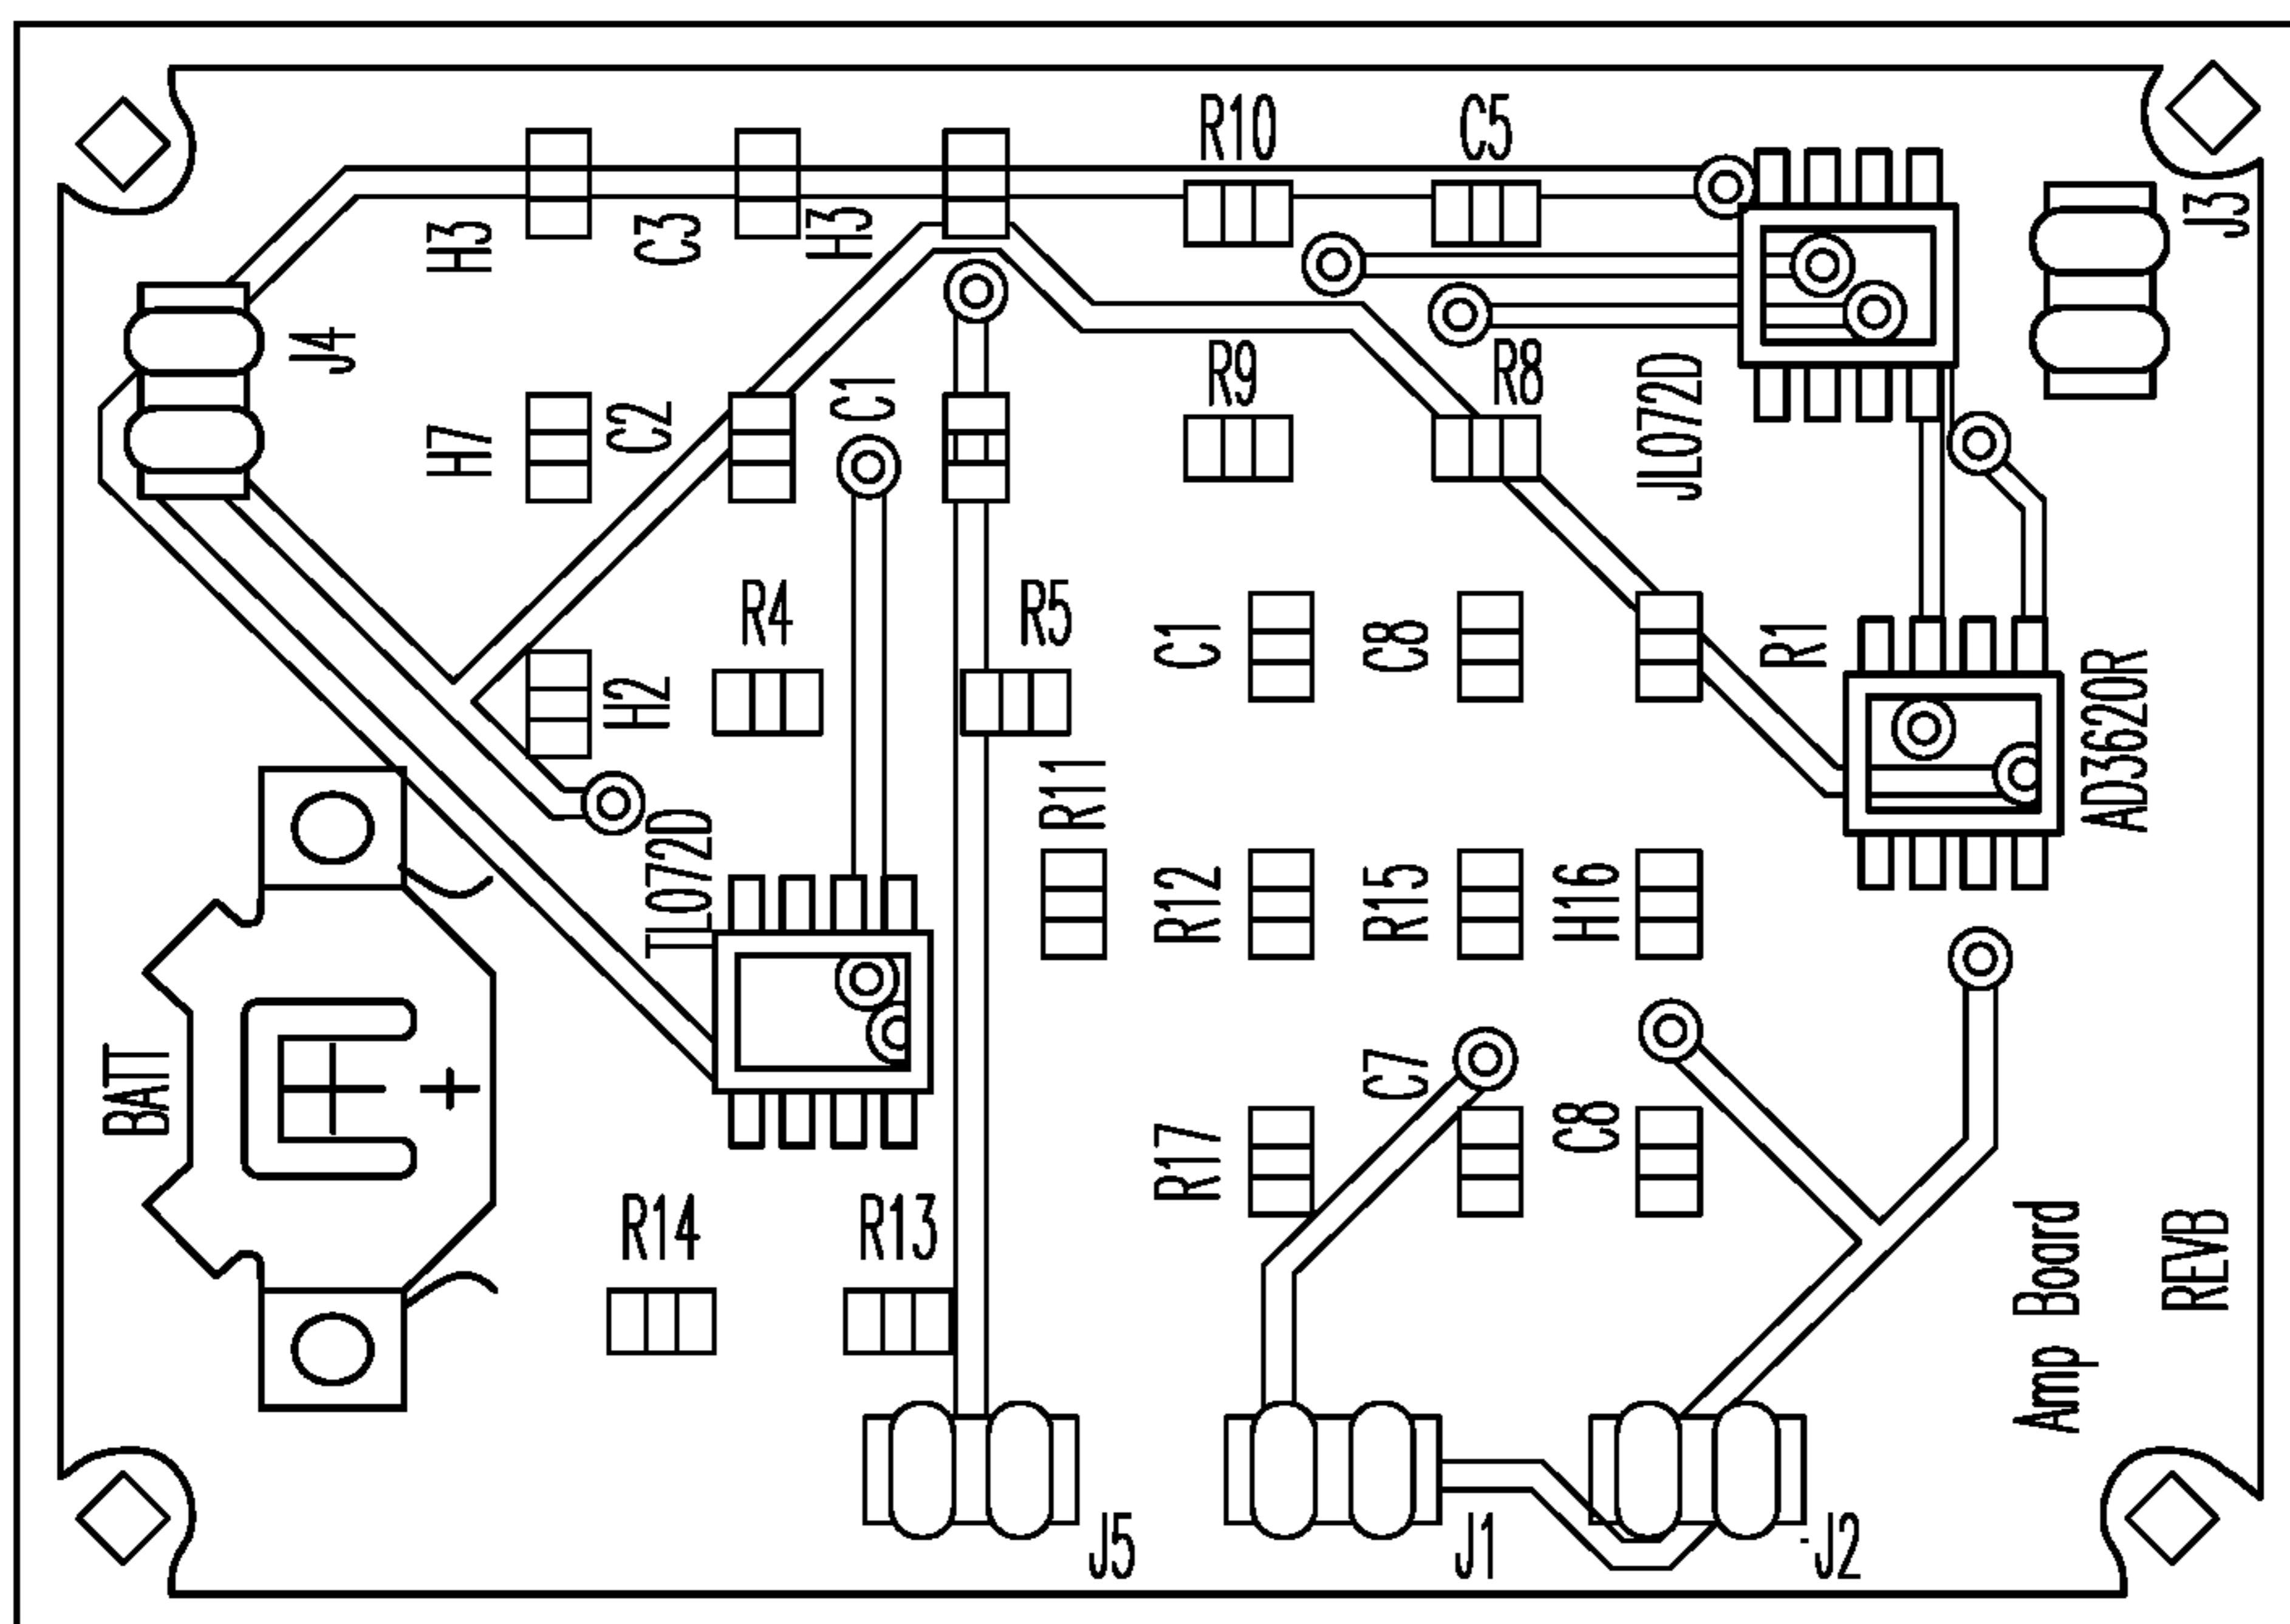 R10
C5
H3
C3
H3
J3
J4
C1
R9
R8
JL072D
H7
C2
R4
R5
C1
C8
R1
H2
AD3620R
R11
TL072D
R12
R15
H16
BATT
+
C7
R17
C8
R14
R13
Amp Board
REVB
J5
J1
-J2